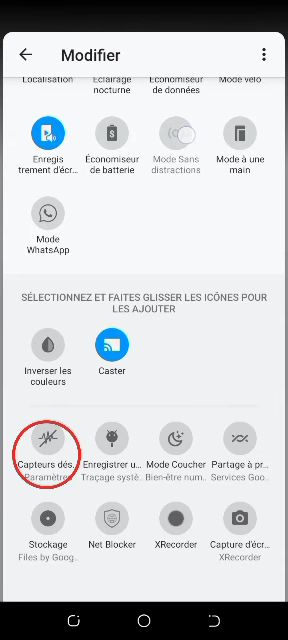 Modifier
Localisation Éclairage Économiseur Mode vélo
nocturne de données
Enregis Économiseur Mode Sans Mode à une
trement d'écr... de batterie distractions main
Mode
WhatsApp
SÉLECTIONNEZ ET FAITES GLISSER LES ICÔNES POUR
LES AJOUTER
Inverser les Caster
couleurs
Capteurs dés.. Enregistrer u... Mode Coucher Partage à pr...
Paramètres Traçage systè.. Bien-être num.. Services Goo..
Stockage Net Blocker XRecorder Capture d'écr...
Files by Goog.. XRecorder